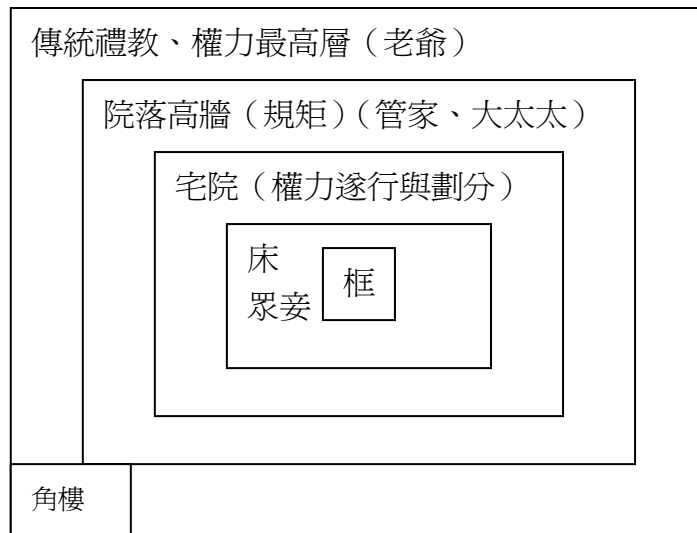 傳統禮教、權力最高層（老爺）
院落高牆（規矩）（管家、大太太）
宅院（權力遂行與劃分）
床
眾妾
框
角樓